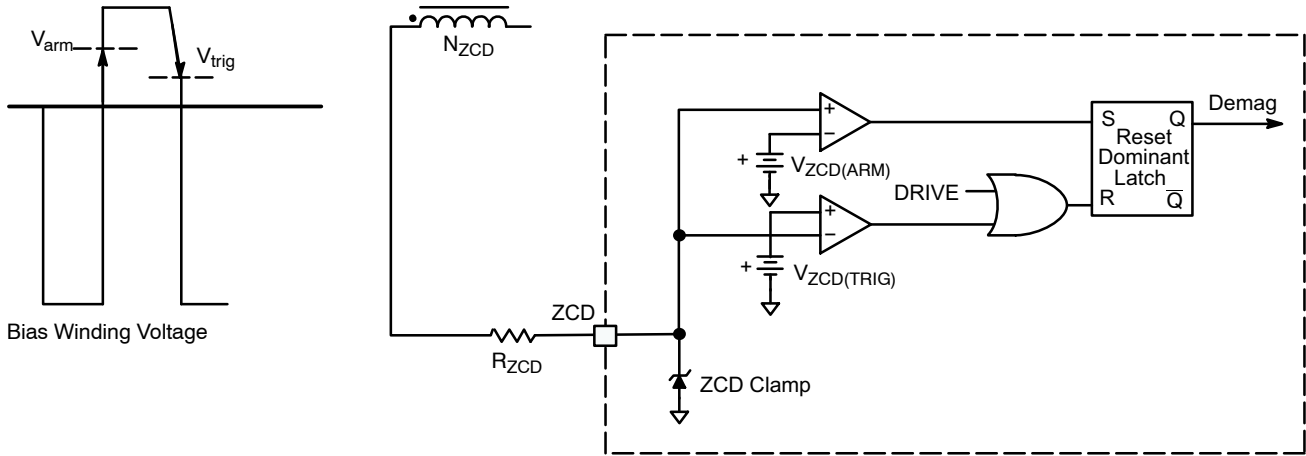 V_arm
V_trig
Bias Winding Voltage
N_ZCD
R_ZCD
ZCD
+
−
+
V_ZCD(ARM)
+
−
+
V_ZCD(TRIG)
ZCD Clamp
DRIVE
S Q
Reset
Dominant
Latch
R Q̅
Demag